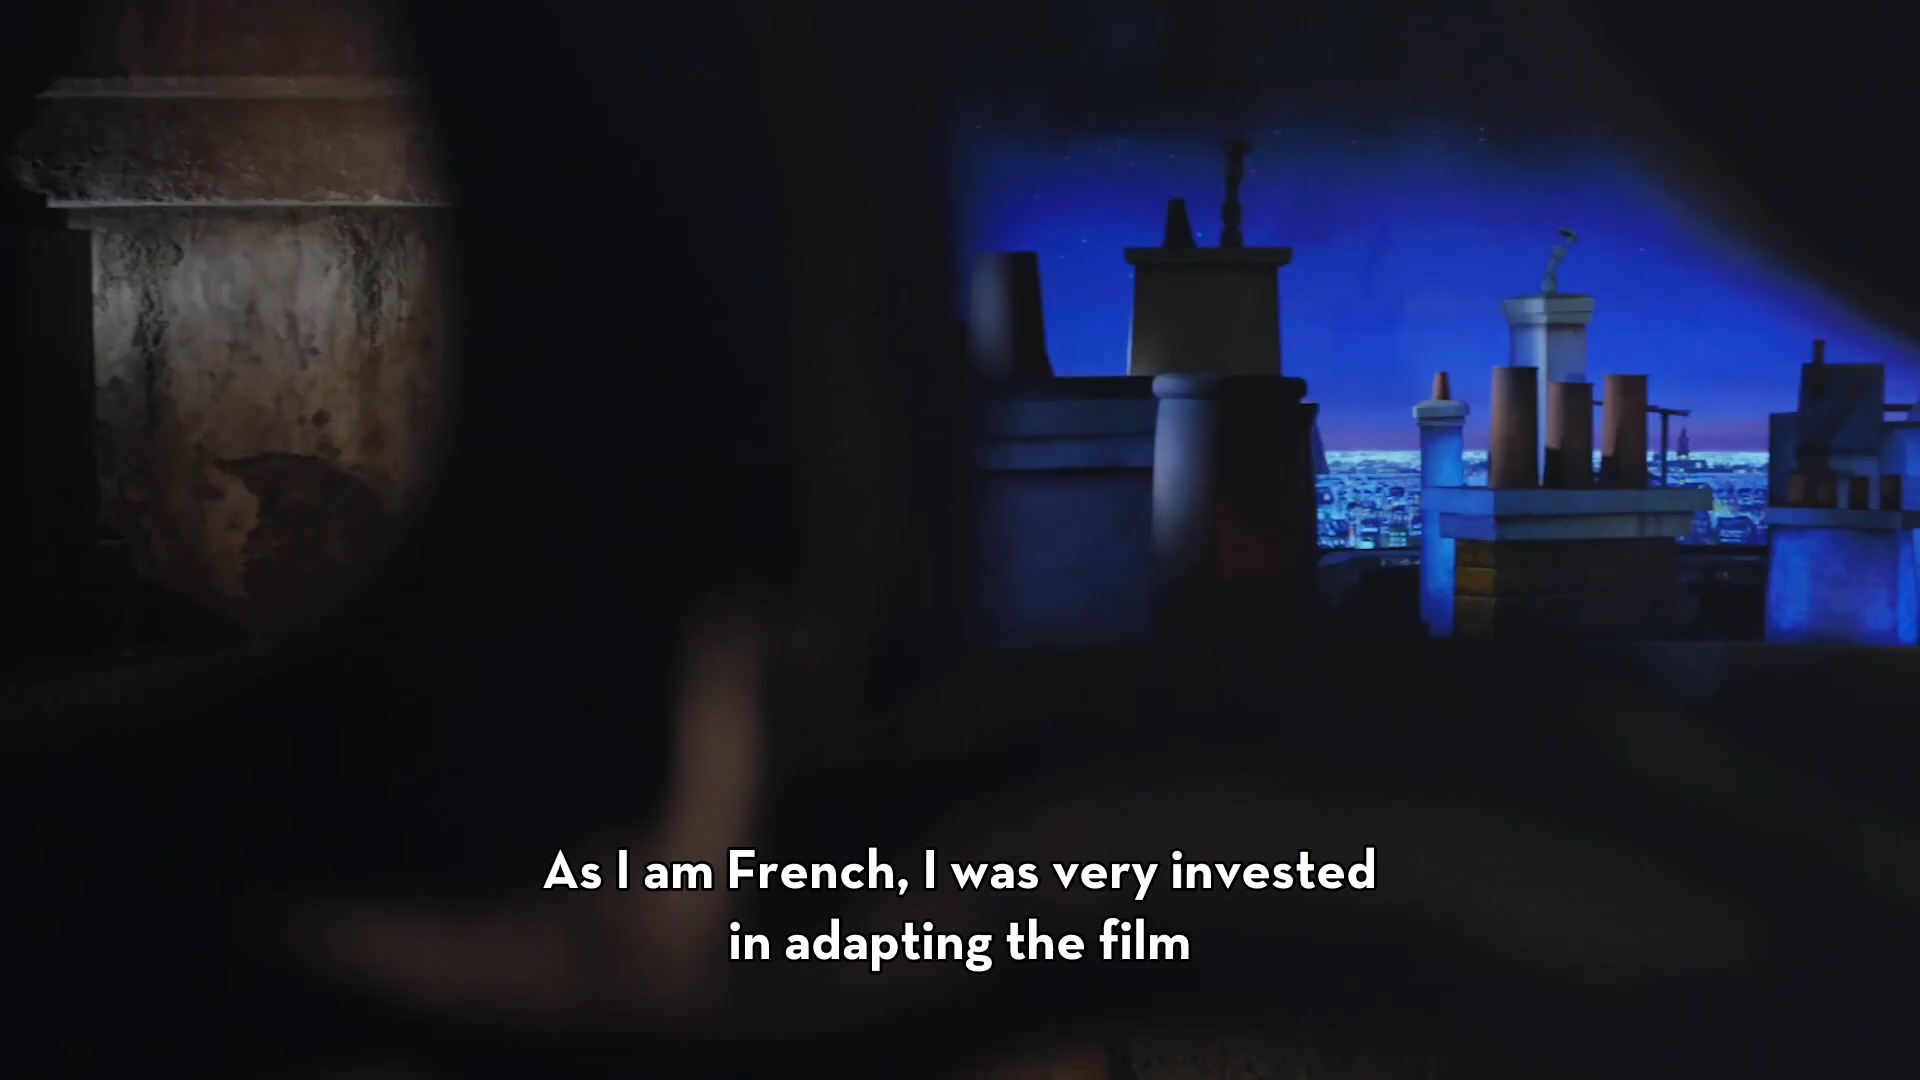 As I am French, I was very invested
in adapting the film